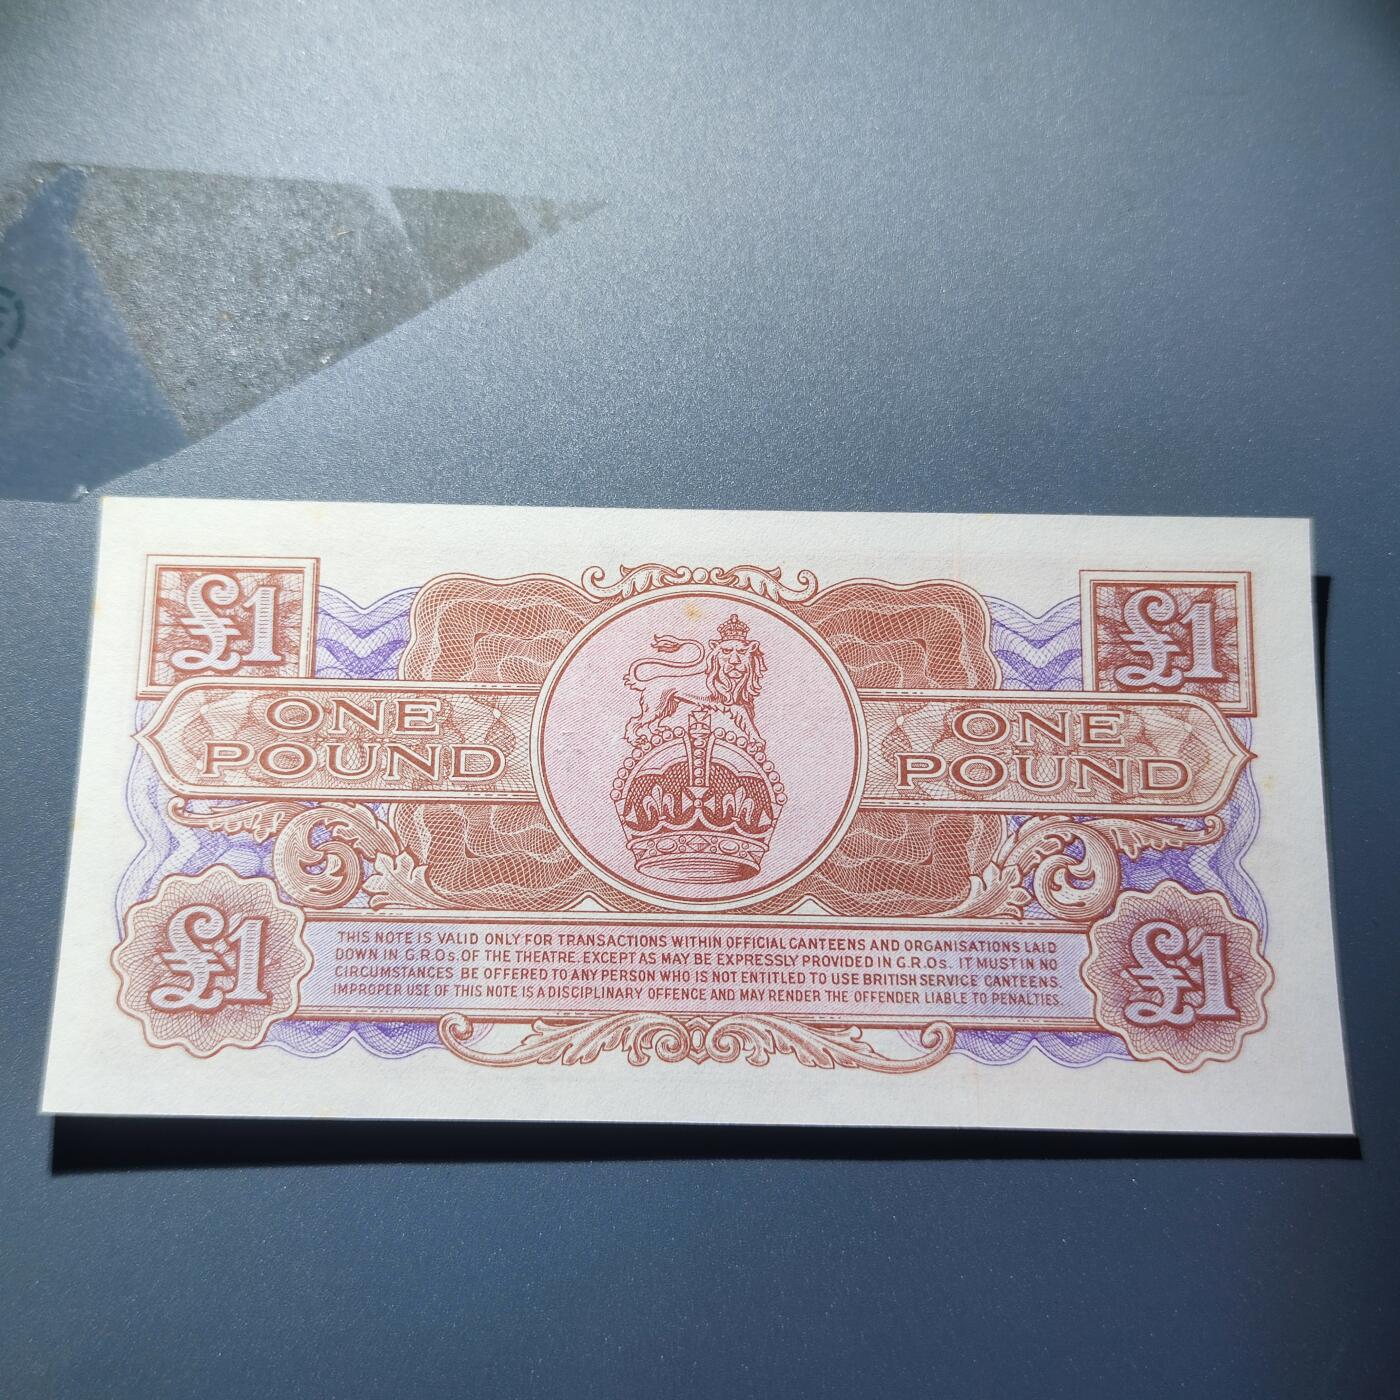 £1
£1
ONE
POUND
ONE
POUND
£1
£1
THIS NOTE IS VALID ONLY FOR TRANSACTIONS WITHIN OFFICIAL CANTEENS AND ORGANISATIONS LAID
DOWN IN G.R.Os. OF THE THEATRE. EXCEPT AS MAY BE EXPRESSLY PROVIDED IN G.R.Os. IT MUST IN NO
CIRCUMSTANCES BE OFFERED TO ANY PERSON WHO IS NOT ENTITLED TO USE BRITISH SERVICE CANTEENS.
IMPROPER USE OF THIS NOTE IS A DISCIPLINARY OFFENCE AND MAY RENDER THE OFFENDER LIABLE TO PENALTIES.